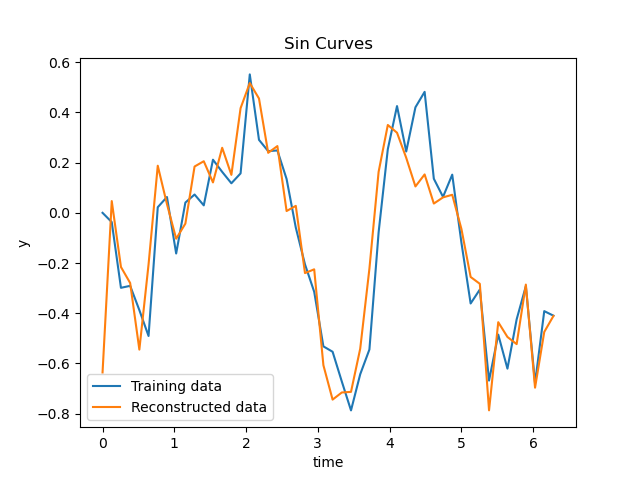 Sin Curves
y
0.6
0.4
0.2
0.0
−0.2
−0.4
−0.6
−0.8
Training data
Reconstructed data
0 1 2 3 4 5 6
time